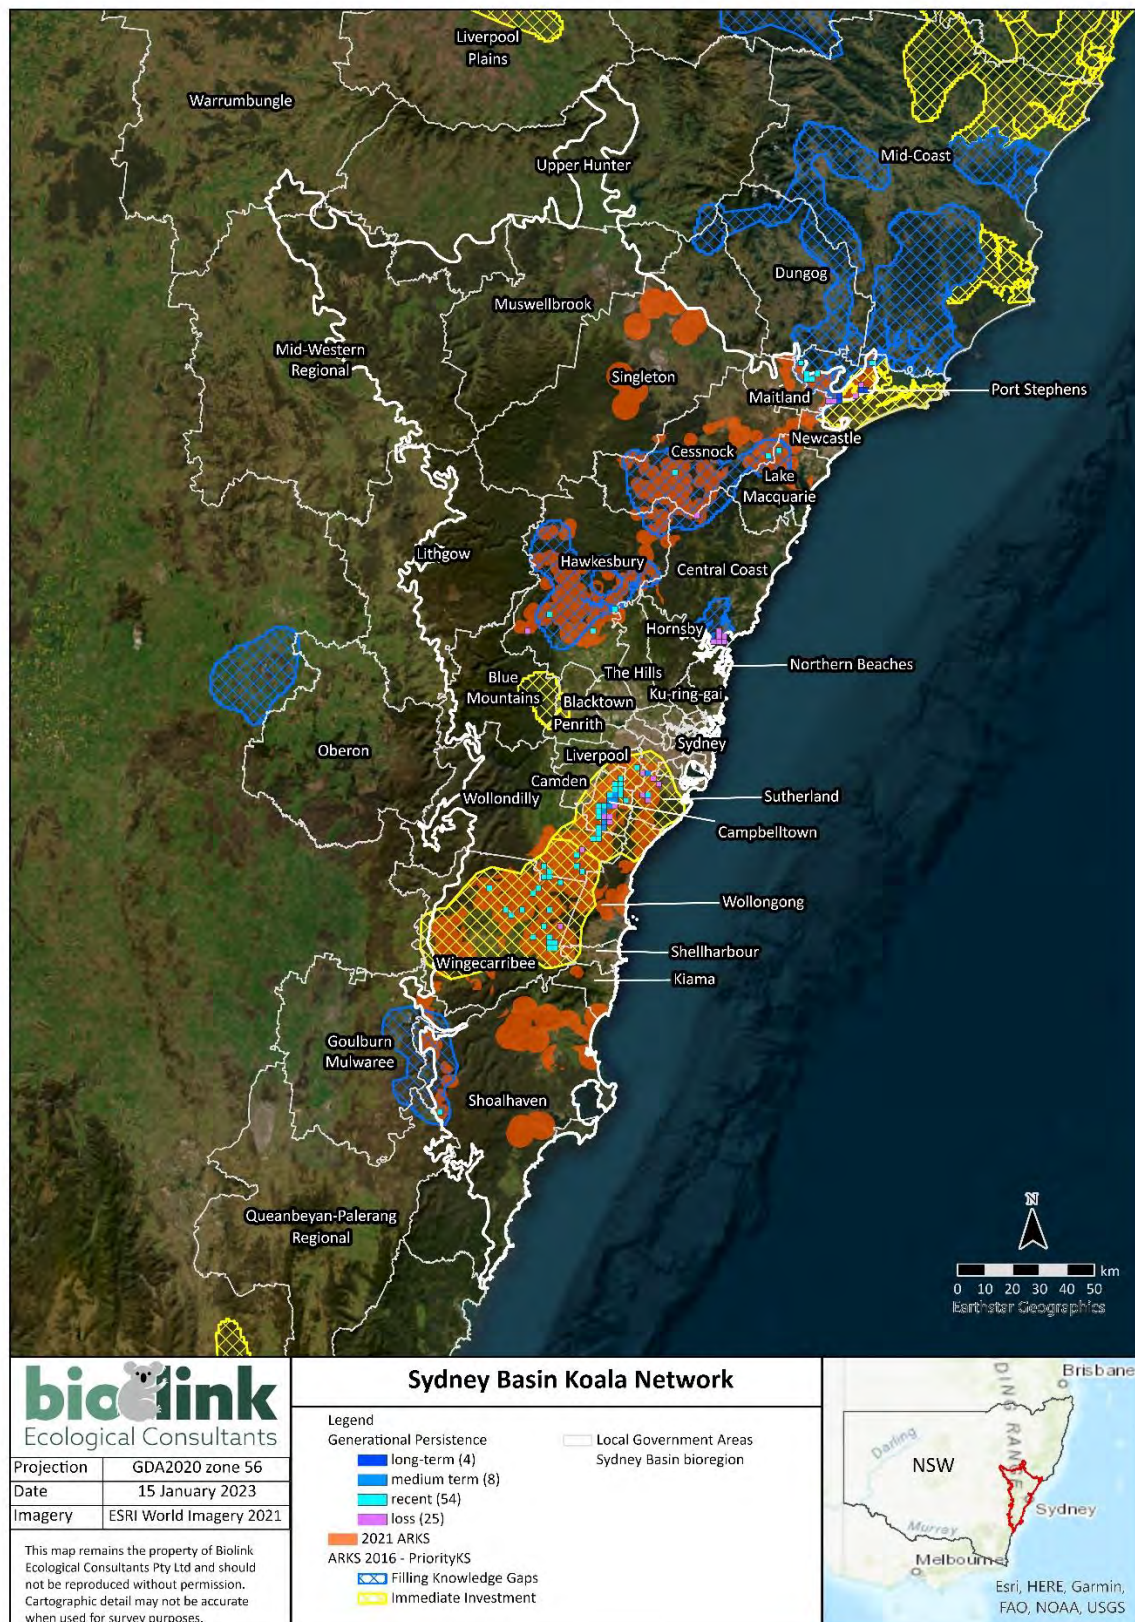 Liverpool
Plains
Warrumbungle
Mid-Coast
Upper Hunter
Dungog
Muswellbrook
Mid-Western
Regional
Singleton
Port Stephens
Maitland
Newcastle
Cessnock
Lake
Macquarie
Lithgow
Hawkesbury
Central Coast
Hornsby
Northern Beaches
The Hills
Blue
Mountains
Ku-ring-gai
Blacktown
Penrith
Sydney
Oberon
Liverpool
Camden
Wollondilly
Sutherland
Campbelltown
Wollongong
Shellharbour
Wingecarribee
Kiama
Goulburn
Mulwaree
Shoalhaven
Queanbeyan-Palerang
Regional
N
km
0 10 20 30 40 50
Earthstar Geographics
biolink
Ecological Consultants
Projection GDA2020 zone 56
Date 15 January 2023
Imagery ESRI World Imagery 2021
This map remains the property of Biolink
Ecological Consultants Pty Ltd and should
not be reproduced without permission.
Cartographic detail may not be accurate
when used for survey purposes.
Sydney Basin Koala Network
Legend
Generational Persistence
long-term (4)
medium term (8)
recent (54)
loss (25)
2021 ARKS
ARKS 2016 - PriorityKS
Filling Knowledge Gaps
Immediate Investment
Local Government Areas
Sydney Basin bioregion
Brisbane
DING RANGE
Darling
NSW
Sydney
Murray
Melbourne
Esri, HERE, Garmin,
FAO, NOAA, USGS